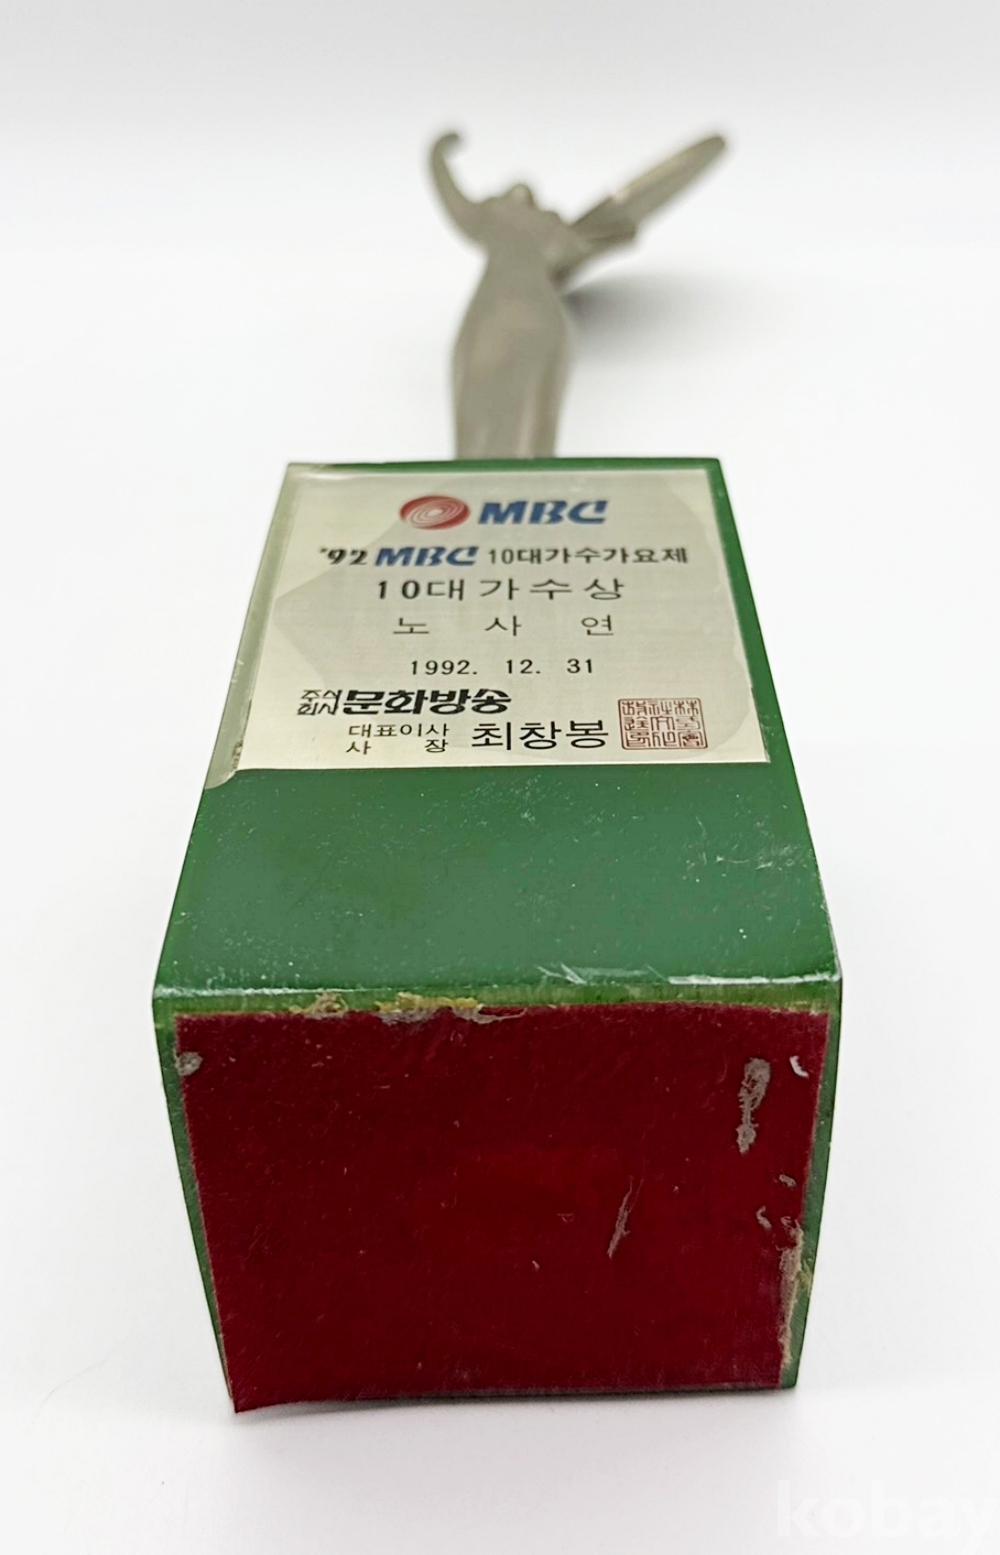 MBC
'92 MBC 10대가수가요제
10대가수상
노 사 연
1992. 12. 31
주식회사 문화방송
대표이사
사 장 최창봉
kobay